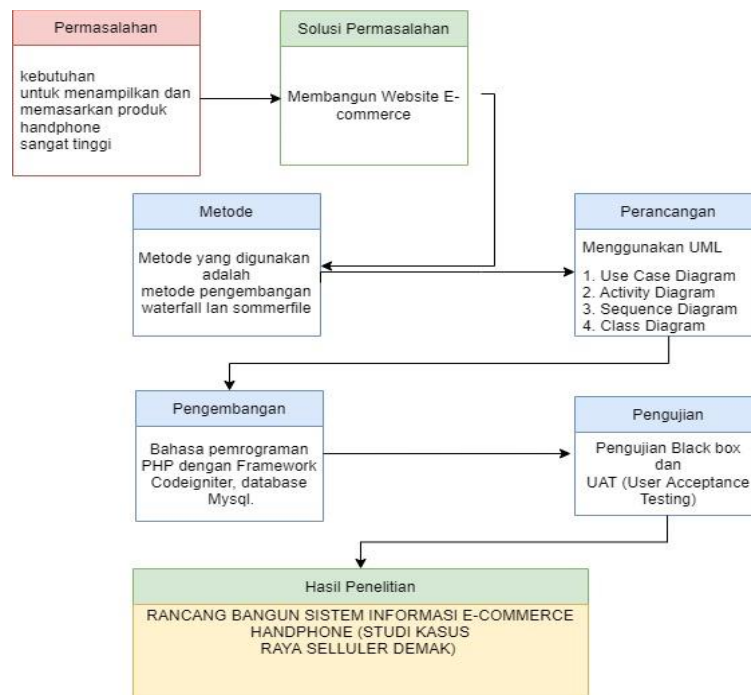 Permasalahan
kebutuhan
untuk menampilkan dan
memasarkan produk
handphone
sangat tinggi
Solusi Permasalahan
Membangun Website E-
commerce
Metode
Metode yang digunakan
adalah
metode pengembangan
waterfall Ian sommerfile
Perancangan
Menggunakan UML
1. Use Case Diagram
2. Activity Diagram
3. Sequence Diagram
4. Class Diagram
Pengembangan
Bahasa pemrograman
PHP dengan Framework
Codeigniter, database
Mysql.
Pengujian
Pengujian Black box
dan
UAT (User Acceptance
Testing)
Hasil Penelitian
RANCANG BANGUN SISTEM INFORMASI E-COMMERCE
HANDPHONE (STUDI KASUS
RAYA SELLULER DEMAK)